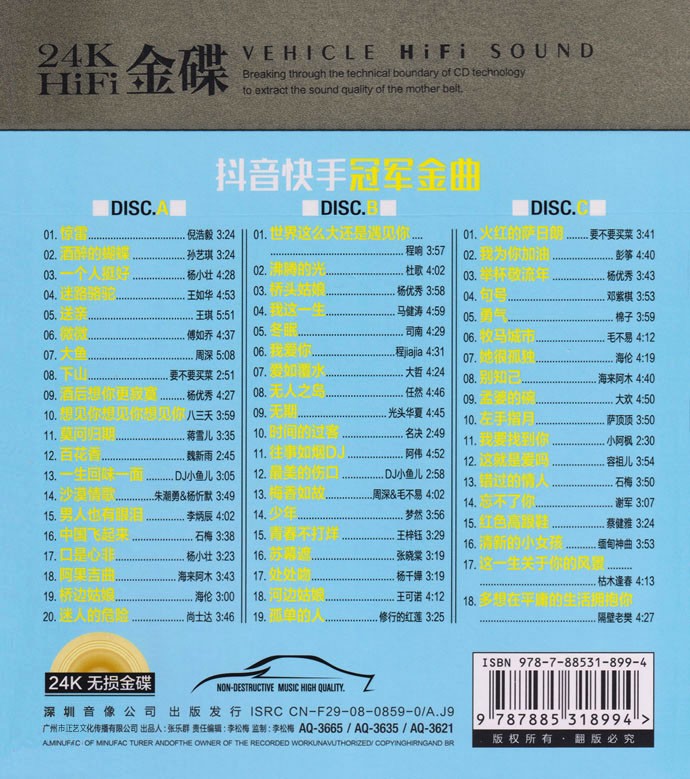 24K HiFi 金碟
VEHICLE HiFi SOUND
Breaking through the technical boundary of CD technology
to extract the sound quality of the mother belt.
抖音快手冠军金曲
DISC.A
01. 惊雷 倪浩毅 3:24
02. 酒醉的蝴蝶 孙艺琪 3:24
03. 一个人挺好 杨小壮 4:28
04. 迷路骆驼 王如华 4:53
05. 送亲 王琪 5:51
06. 微微 傅如乔 4:37
07. 大鱼 周深 5:08
08. 下山 要不要买菜 2:51
09. 酒后想你更寂寞 杨优秀 4:27
10. 想见你想见你想见你 八三夭 3:59
11. 莫问归期 蒋雪儿 3:35
12. 百花香 魏新雨 2:45
13. 一生回味一面 DJ小鱼儿 3:05
14. 沙漠情歌 朱潮勇&杨忻默 3:49
15. 男人也有眼泪 李炳辰 4:02
16. 中国飞起来 石梅 3:38
17. 口是心非 杨小壮 3:23
18. 阿果吉曲 海来阿木 3:43
19. 桥边姑娘 海伦 3:00
20. 迷人的危险 尚士达 3:46
DISC.B
01. 世界这么大还是遇见你
程响 3:57
02. 沸腾的光 杜歌 4:02
03. 桥头姑娘 杨优秀 3:58
04. 我这一生 马健涛 4:59
05. 冬眠 司南 4:29
06. 我爱你 程jiajia 4:31
07. 爱如覆水 大哲 4:24
08. 无人之岛 任然 4:46
09. 无期 光头华夏 4:45
10. 时间的过客 名决 2:49
11. 往事如烟DJ 阿伟 4:52
12. 最美的伤口 DJ小鱼儿 2:58
13. 梅香如故 周深&毛不易 4:02
14. 少年 梦然 3:56
15. 青春不打烊 王梓钰 3:29
16. 苏幕遮 张晓棠 3:19
17. 处处吻 杨千嬅 3:19
18. 河边姑娘 王可诺 4:12
19. 孤单的人 修行的红莲 3:25
DISC.C
01. 火红的萨日朗 要不要买菜 3:41
02. 我为你加油 彭筝 4:40
03. 举杯敬流年 杨优秀 3:43
04. 句号 邓紫棋 3:53
05. 勇气 棉子 3:59
06. 牧马城市 毛不易 4:12
07. 她很孤独 海伦 4:19
08. 别知己 海来阿木 4:40
09. 孟婆的碗 大欢 4:50
10. 左手指月 萨顶顶 3:50
11. 我要找到你 小阿枫 2:30
12. 这就是爱吗 容祖儿 3:54
13. 错过的情人 石梅 3:50
14. 忘不了你 谢军 3:07
15. 红色高跟鞋 蔡健雅 3:24
16. 清新的小女孩 缅甸神曲 3:53
17. 这一生关于你的风景
枯木逢春 4:13
18. 多想在平庸的生活拥抱你
隔壁老樊 4:27
24K 无损金碟
NON-DESTRUCTIVE MUSIC HIGH QUALITY.
深圳音像公司出版发行 ISRC CN-F29-08-0859-0/A.J9
广州市正艺文化传播有限公司 出品人：张乐群 责任编辑：李松梅 监制：李松梅 AQ-3665 / AQ-3635 / AQ-3621
A.MINUFAC OF MINUFAC TURER ANDOFTHE OWNER OF THE RECORDED WORKUNAUTHORIZED/ COPYINGHIRNGAND BR
ISBN 978-7-88531-899-4
9 787885 318994 >
版权所有·翻版必究